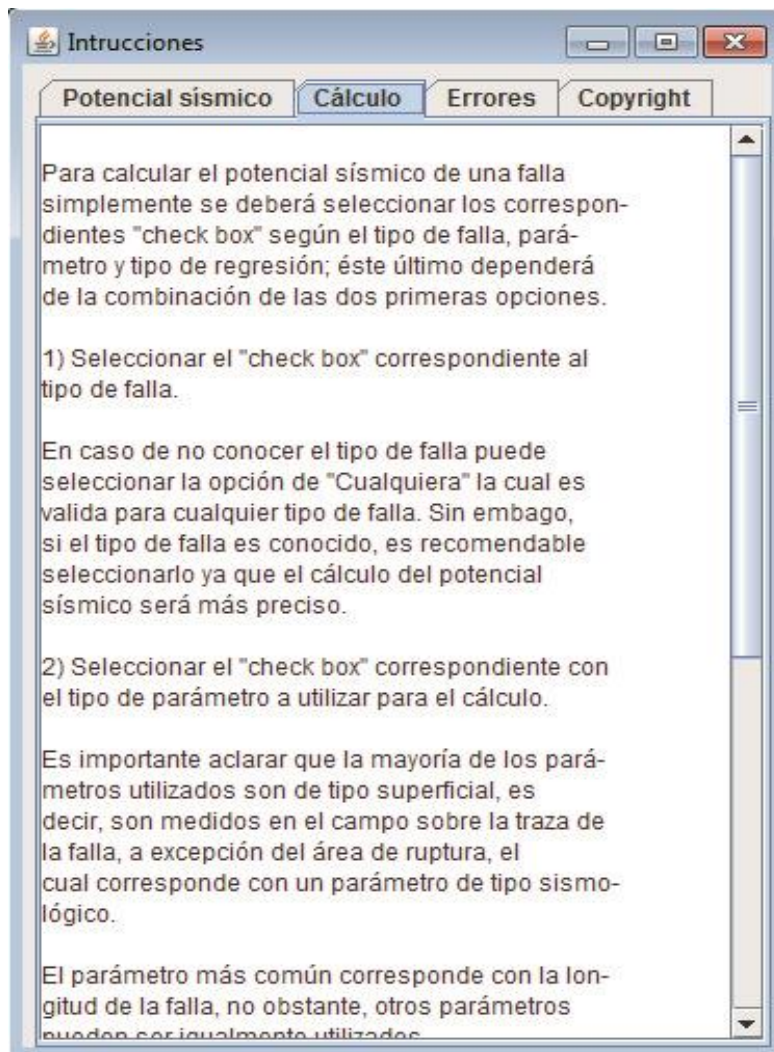 Intrucciones
Potencial sísmico Cálculo Errores Copyright
Para calcular el potencial sísmico de una falla
simplemente se deberá seleccionar los correspon-
dientes "check box" según el tipo de falla, pará-
metro y tipo de regresión; éste último dependerá
de la combinación de las dos primeras opciones.
1) Seleccionar el "check box" correspondiente al
tipo de falla.
En caso de no conocer el tipo de falla puede
seleccionar la opción de "Cualquiera" la cual es
valida para cualquier tipo de falla. Sin embago,
si el tipo de falla es conocido, es recomendable
seleccionarlo ya que el cálculo del potencial
sísmico será más preciso.
2) Seleccionar el "check box" correspondiente con
el tipo de parámetro a utilizar para el cálculo.
Es importante aclarar que la mayoría de los pará-
metros utilizados son de tipo superficial, es
decir, son medidos en el campo sobre la traza de
la falla, a excepción del área de ruptura, el
cual corresponde con un parámetro de tipo sismo-
lógico.
El parámetro más común corresponde con la lon-
gitud de la falla, no obstante, otros parámetros
pueden ser igualmente utilizados